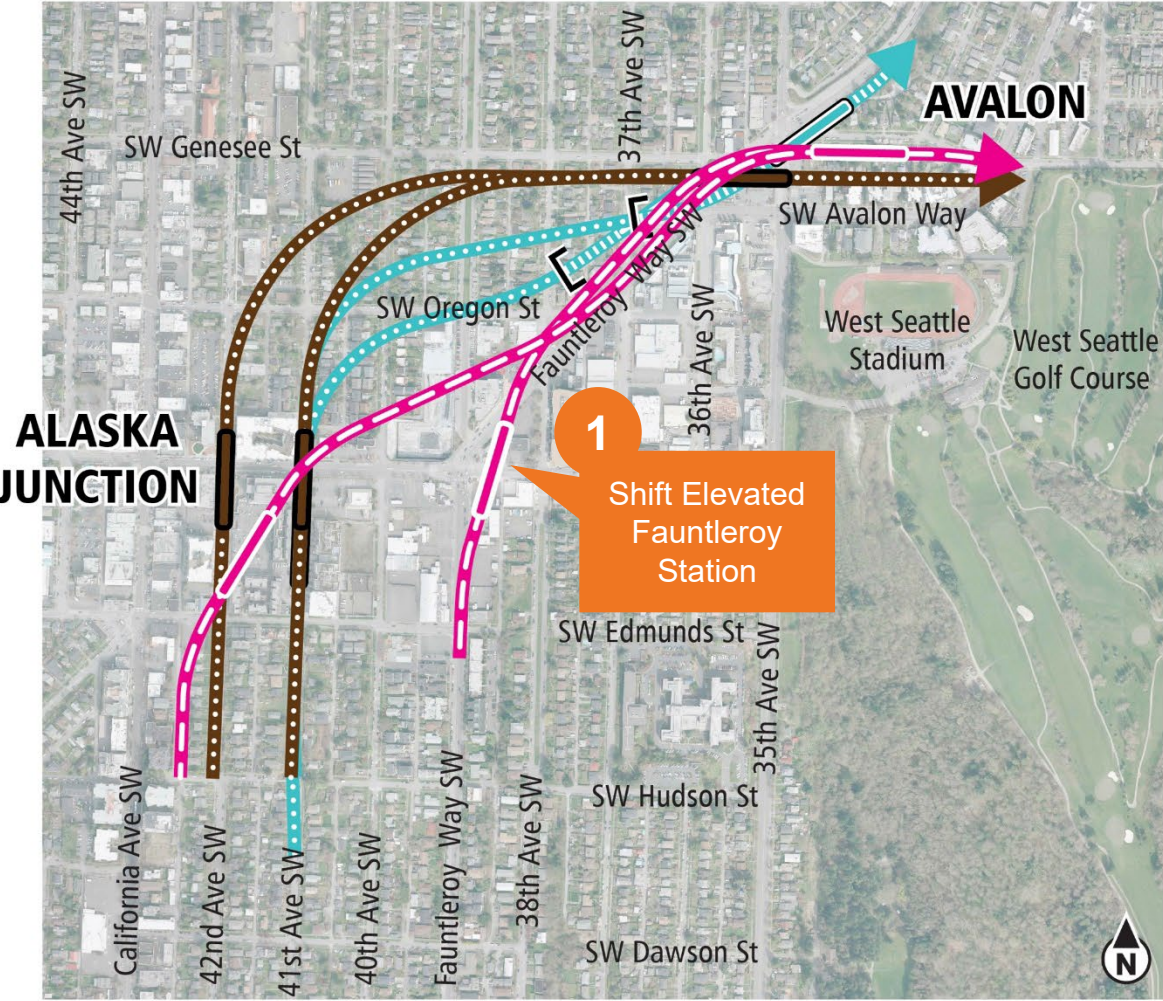 44th Ave SW
37th Ave SW
AVALON
SW Genesee St
SW Avalon Way
SW Oregon St
Fauntleroy Way SW
36th Ave SW
West Seattle
Stadium
West Seattle
Golf Course
ALASKA
JUNCTION
1
Shift Elevated
Fauntleroy
Station
SW Edmunds St
35th Ave SW
SW Hudson St
California Ave SW
42nd Ave SW
41st Ave SW
40th Ave SW
Fauntleroy Way SW
38th Ave SW
SW Dawson St
N